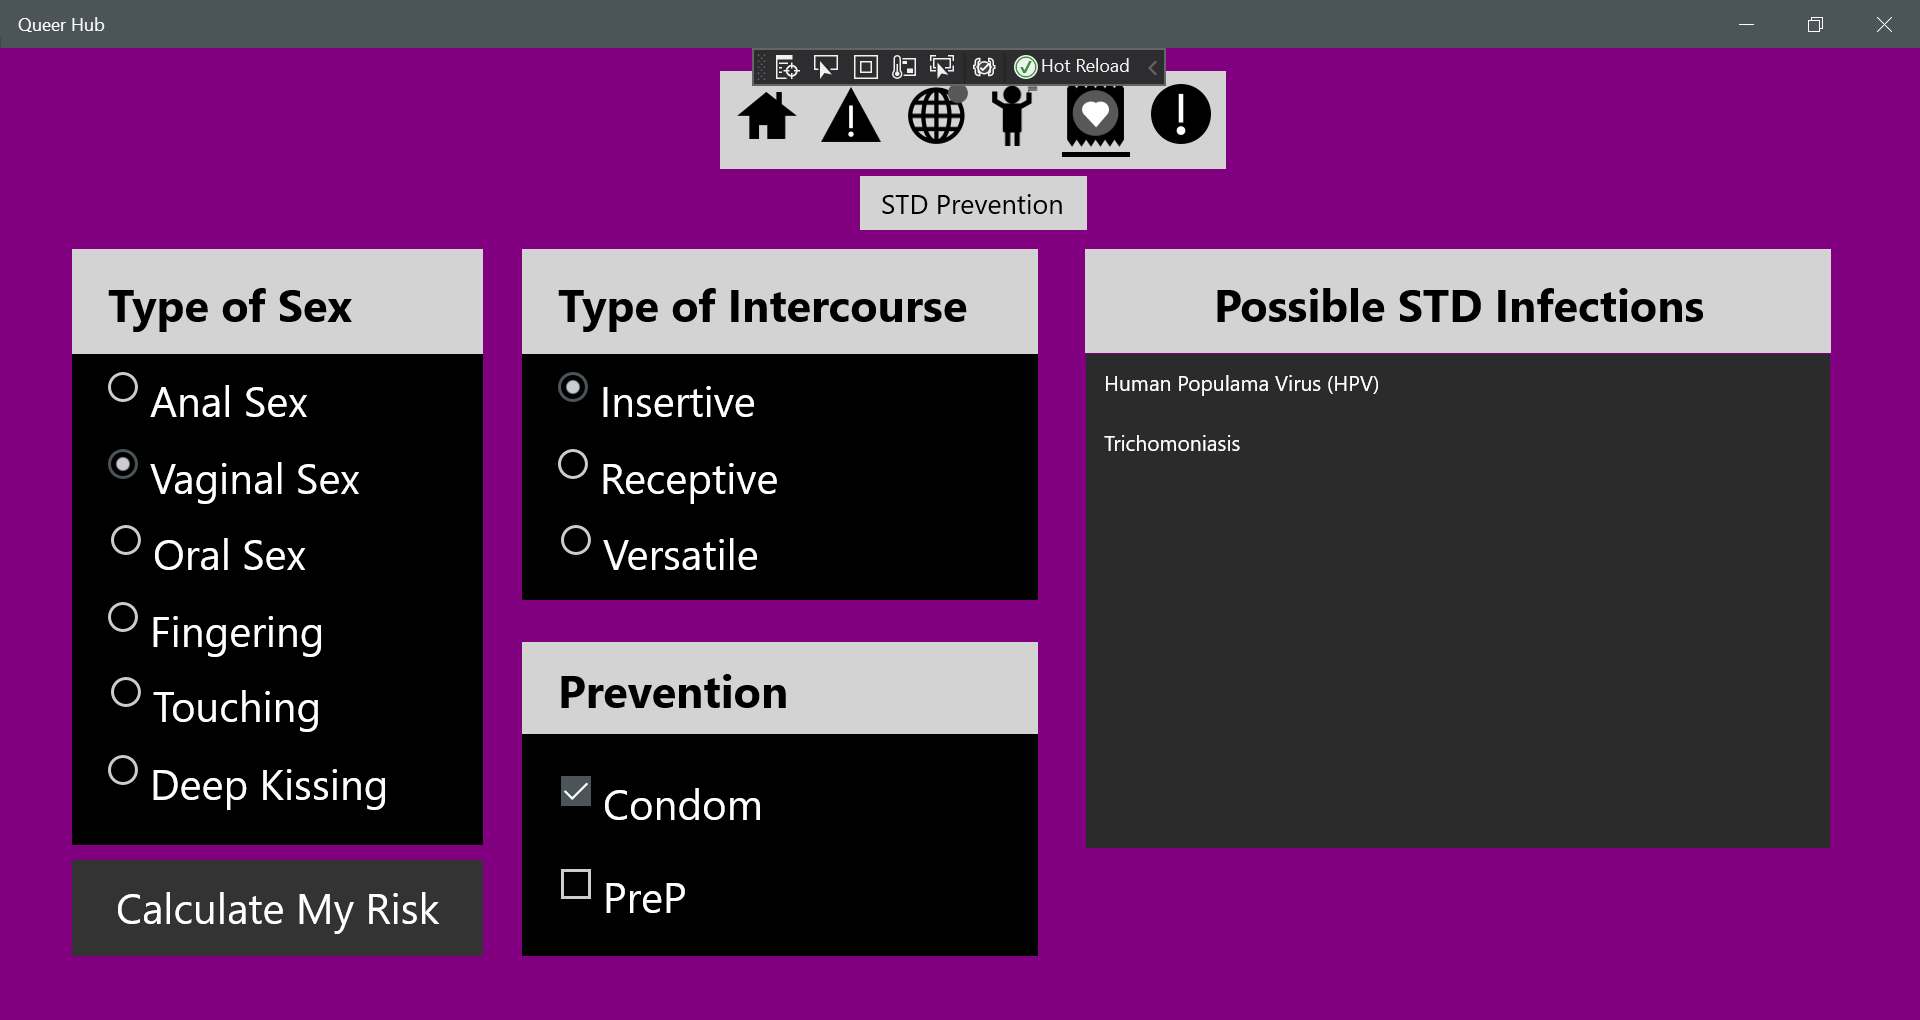 Queer Hub
Hot Reload
STD Prevention
Type of Sex
Anal Sex
Vaginal Sex
Oral Sex
Fingering
Touching
Deep Kissing
Calculate My Risk
Type of Intercourse
Insertive
Receptive
Versatile
Prevention
Condom
PreP
Possible STD Infections
Human Populama Virus (HPV)
Trichomoniasis